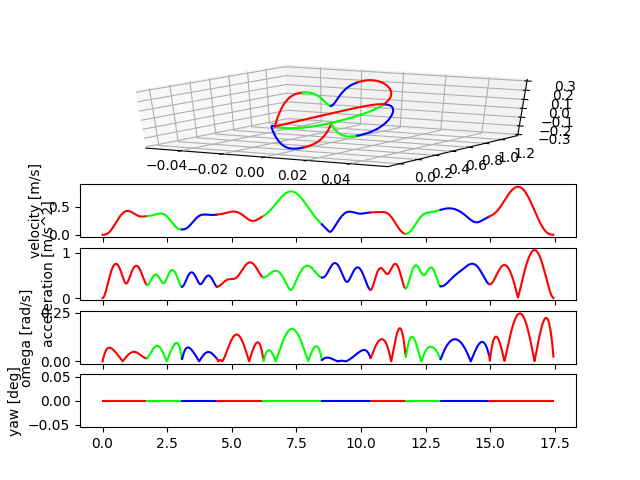 0.3
0.2
0.1
0.0
−0.1
−0.2
−0.3
−0.04 −0.02 0.00 0.02 0.04
0.0 0.2 0.4 0.6 0.8 1.0 1.2
velocity [m/s]
0.5
0.0
acceleration [m/s^2]
1
0
omega [rad/s]
0.25
0.00
yaw [deg]
0.05
0.00
−0.05
0.0 2.5 5.0 7.5 10.0 12.5 15.0 17.5